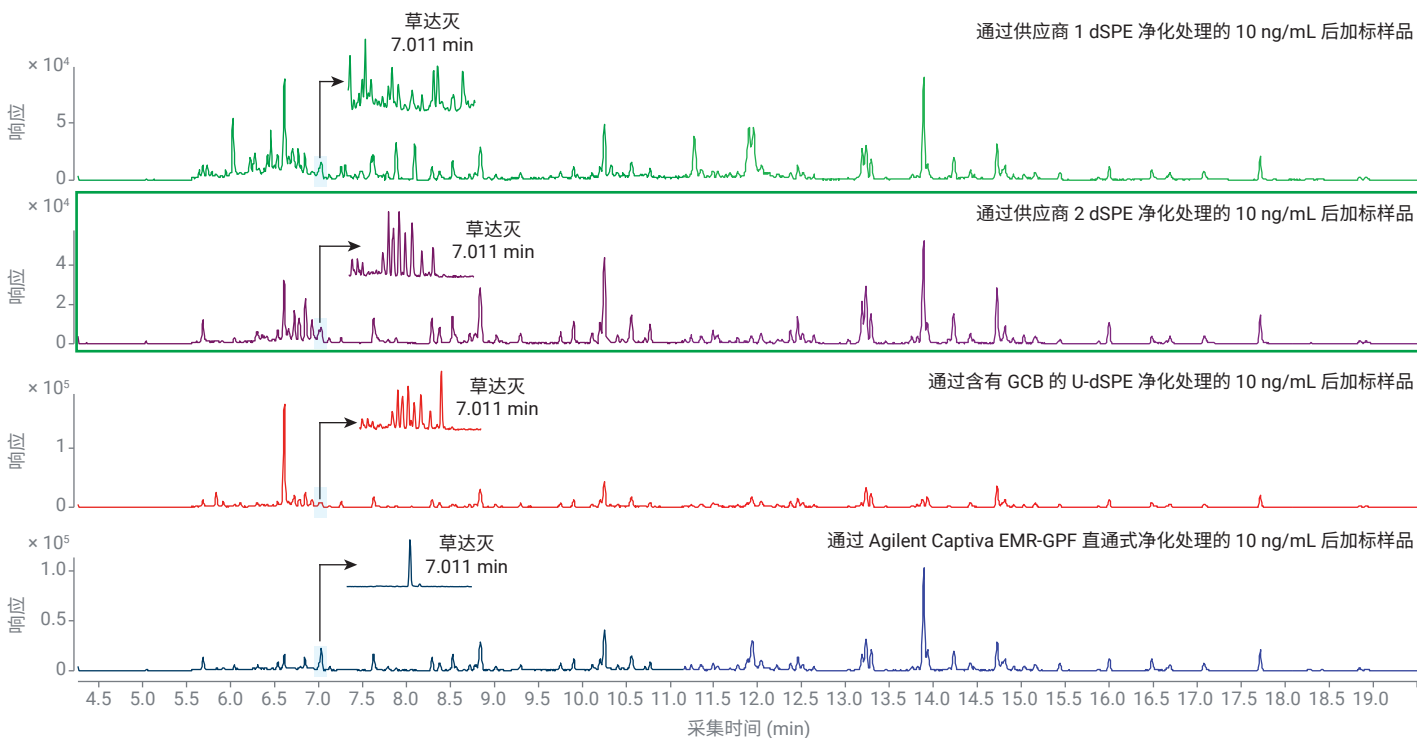 通过供应商 1 dSPE 净化处理的 10 ng/mL 后加标样品
草达灭
7.011 min
× 10⁴
5
0
响应
通过供应商 2 dSPE 净化处理的 10 ng/mL 后加标样品
草达灭
7.011 min
× 10⁴
4
2
0
响应
通过含有 GCB 的 U-dSPE 净化处理的 10 ng/mL 后加标样品
草达灭
7.011 min
× 10⁵
1
0
响应
通过 Agilent Captiva EMR-GPF 直通式净化处理的 10 ng/mL 后加标样品
草达灭
7.011 min
× 10⁵
1.0
0.5
0
响应
4.5 5.0 5.5 6.0 6.5 7.0 7.5 8.0 8.5 9.0 9.5 10.0 10.5 11.0 11.5 12.0 12.5 13.0 13.5 14.0 14.5 15.0 15.5 16.0 16.5 17.0 17.5 18.0 18.5 19.0
采集时间 (min)